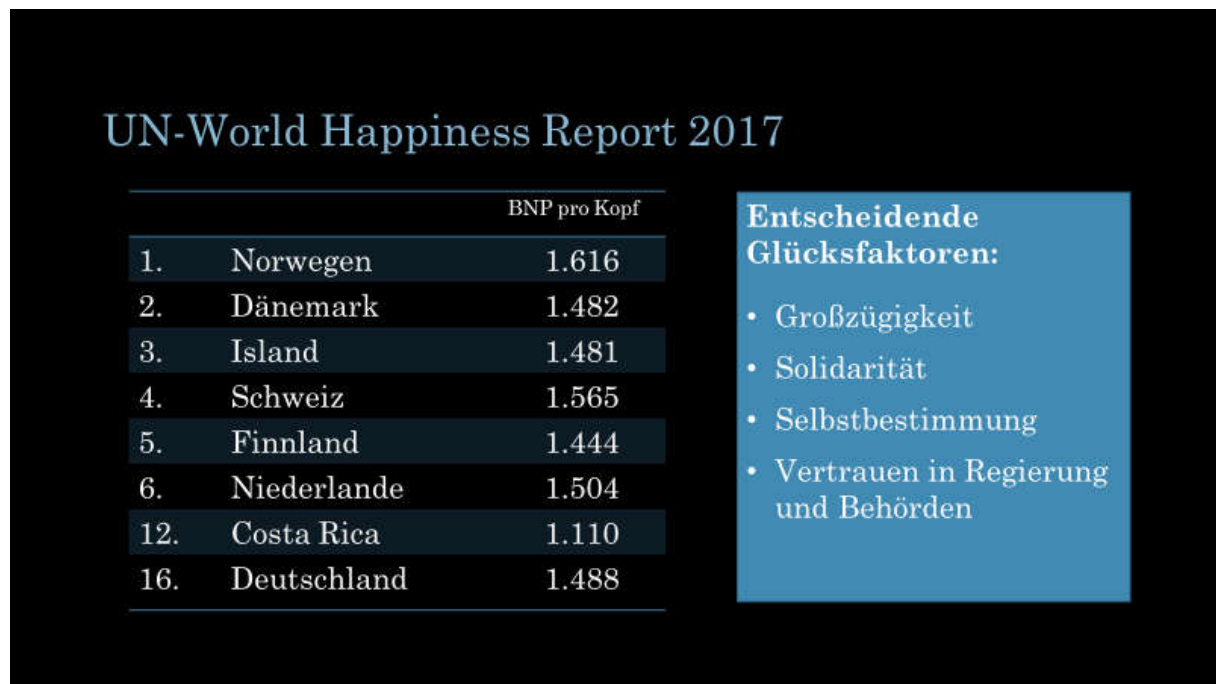 UN-World Happiness Report 2017
BNP pro Kopf
1. Norwegen 1.616
2. Dänemark 1.482
3. Island 1.481
4. Schweiz 1.565
5. Finnland 1.444
6. Niederlande 1.504
12. Costa Rica 1.110
16. Deutschland 1.488
Entscheidende
Glücksfaktoren:
• Großzügigkeit
• Solidarität
• Selbstbestimmung
• Vertrauen in Regierung
und Behörden